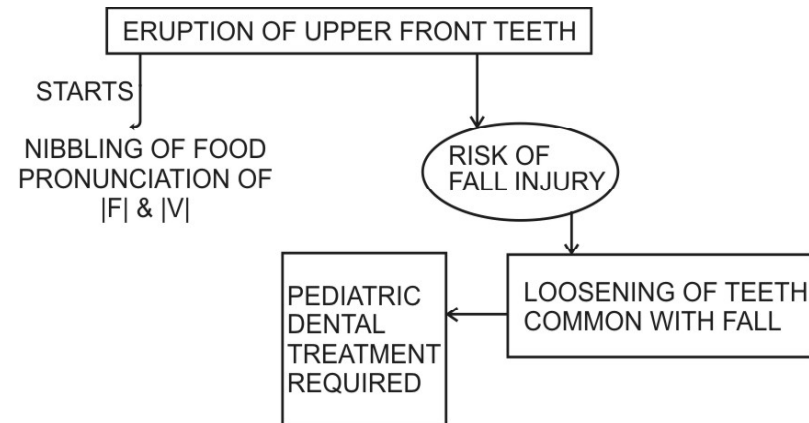 ERUPTION OF UPPER FRONT TEETH
STARTS
NIBBLING OF FOOD
PRONUNCIATION OF
|F| & |V|
RISK OF
FALL INJURY
LOOSENING OF TEETH
COMMON WITH FALL
PEDIATRIC
DENTAL
TREATMENT
REQUIRED